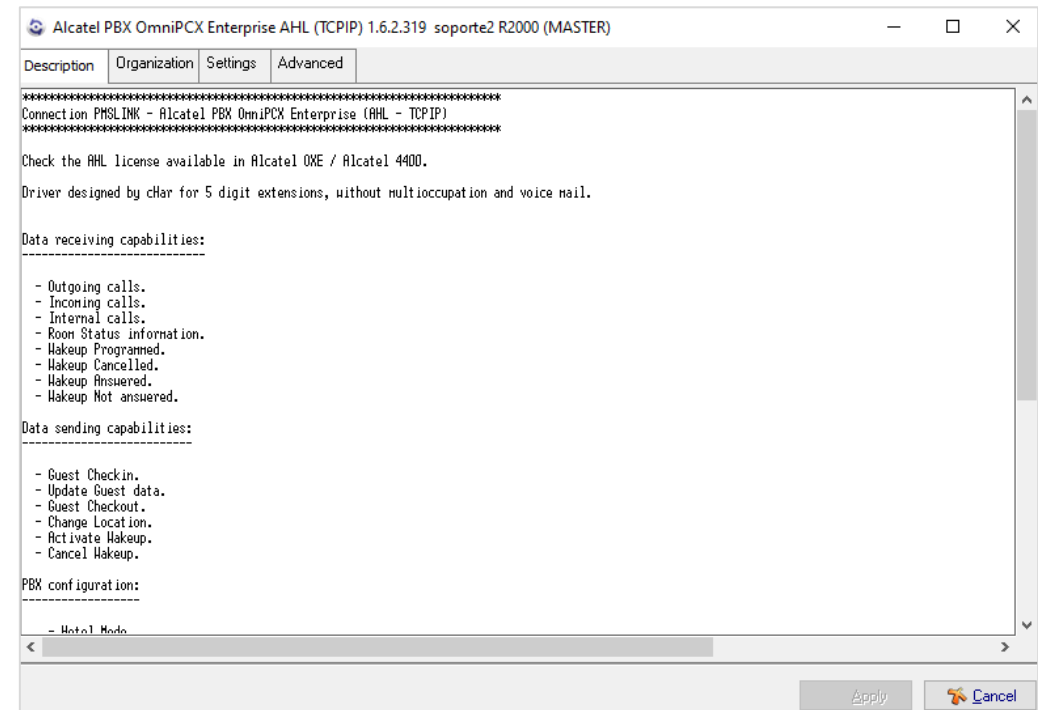 Alcatel PBX OmniPCX Enterprise AHL (TCPIP) 1.6.2.319 soporte2 R2000 (MASTER)
Description Organization Settings Advanced
************************************************************************
Connection PMSLINK - Alcatel PBX OmniPCX Enterprise (AHL - TCPIP)
************************************************************************
Check the AHL license available in Alcatel OXE / Alcatel 4400.
Driver designed by cHar for 5 digit extensions, without multioccupation and voice mail.
Data receiving capabilities:
----------------------------
- Outgoing calls.
- Incoming calls.
- Internal calls.
- Room Status information.
- Wakeup Programmed.
- Wakeup Cancelled.
- Wakeup Answered.
- Wakeup Not answered.
Data sending capabilities:
--------------------------
- Guest Checkin.
- Update Guest data.
- Guest Checkout.
- Change Location.
- Activate Wakeup.
- Cancel Wakeup.
PBX configuration:
------------------
- Hotel Mode
Apply Cancel